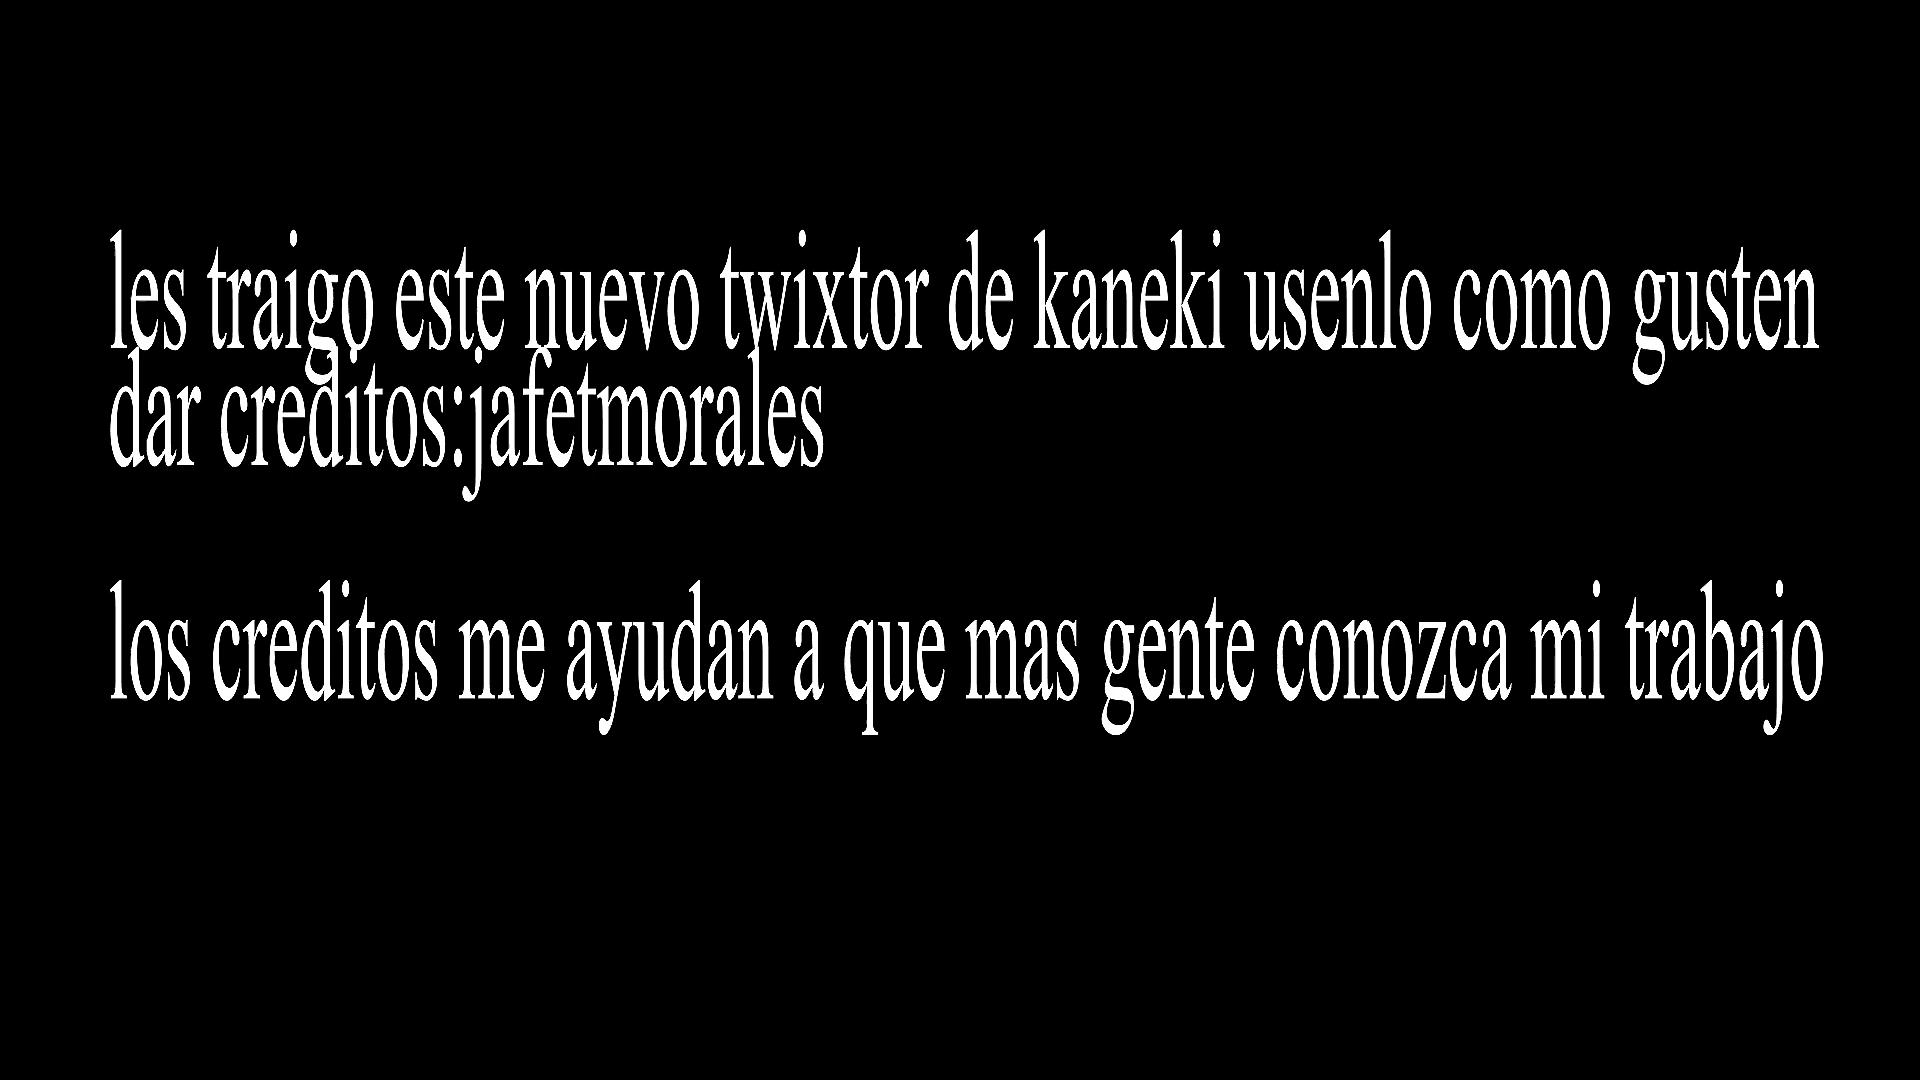 les traigo este nuevo twixtor de kaneki usenlo como gusten
dar creditos:jafetmorales
los creditos me ayudan a que mas gente conozca mi trabajo